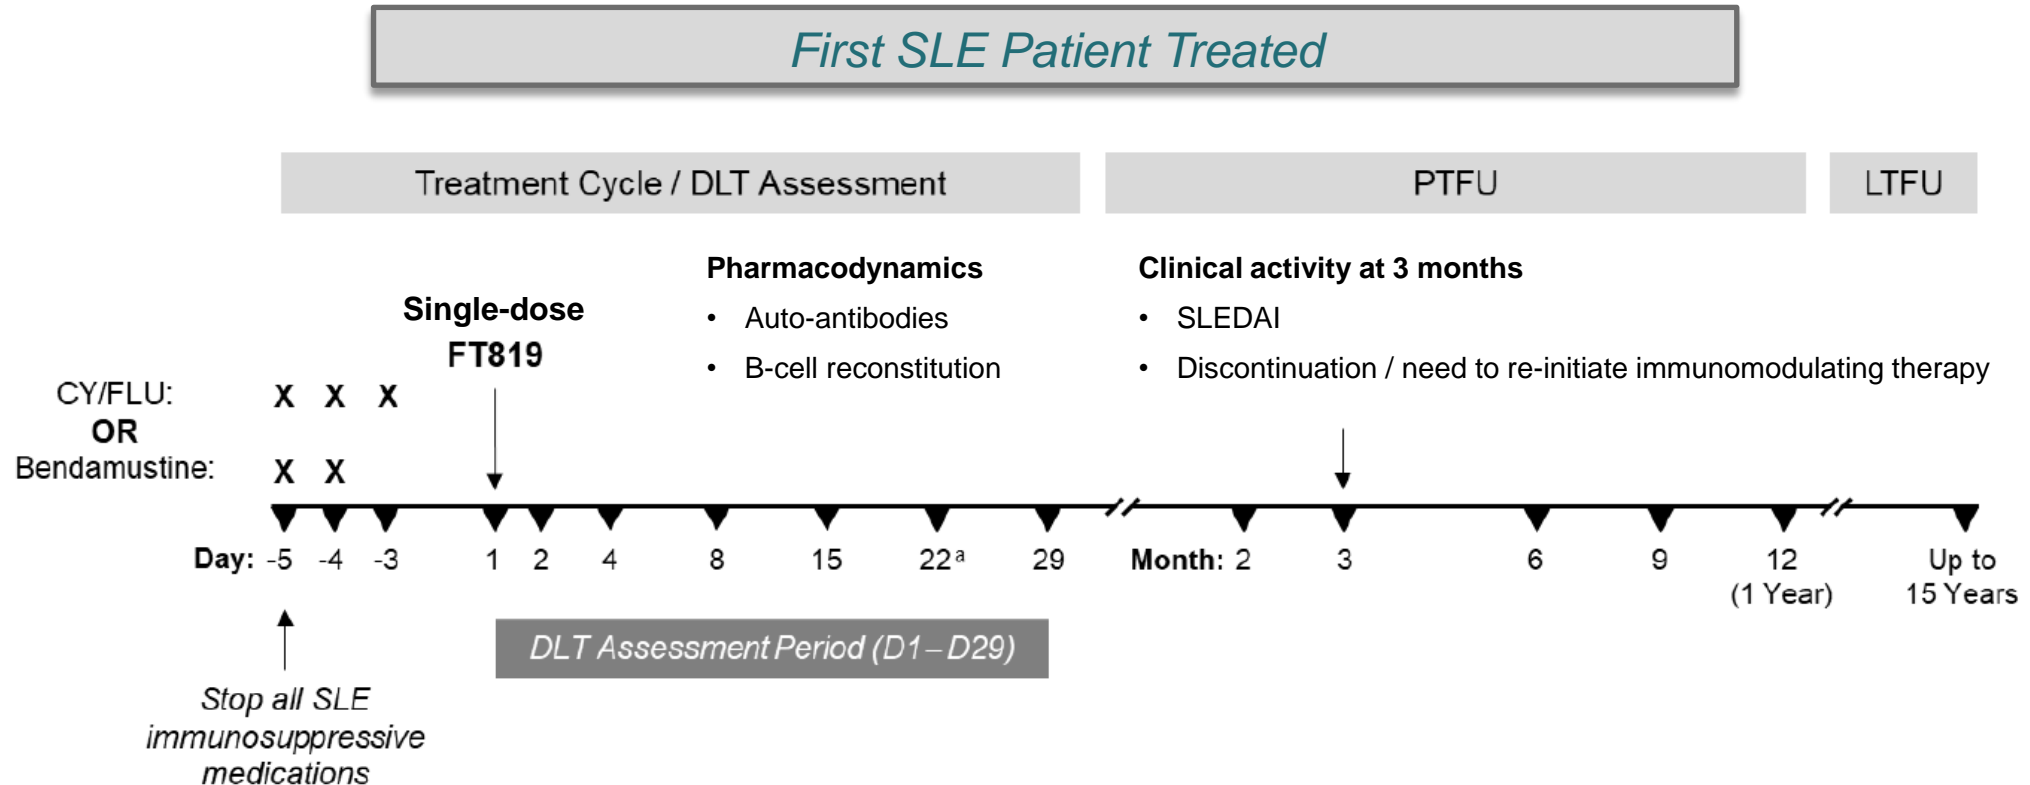 First SLE Patient Treated
Treatment Cycle / DLT Assessment
PTFU
LTFU
Pharmacodynamics
• Auto-antibodies
• B-cell reconstitution
Clinical activity at 3 months
• SLEDAI
• Discontinuation / need to re-initiate immunomodulating therapy
Single-dose
FT819
CY/FLU: X X X
OR
Bendamustine: X X
Day: -5 -4 -3 1 2 4 8 15 22ª 29 Month: 2 3 6 9 12 Up to
(1 Year) 15 Years
DLT Assessment Period (D1–D29)
Stop all SLE
immunosuppressive
medications